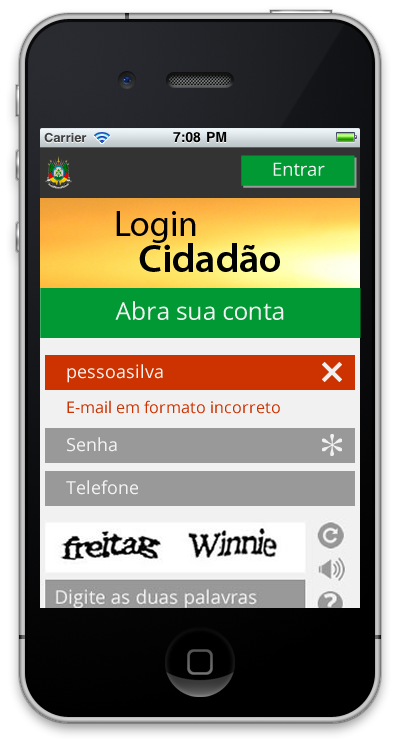 Carrier 7:08 PM
Entrar
Login
Cidadão
Abra sua conta
pessoasilva
E-mail em formato incorreto
Senha
Telefone
freitag Winnie
Digite as duas palavras